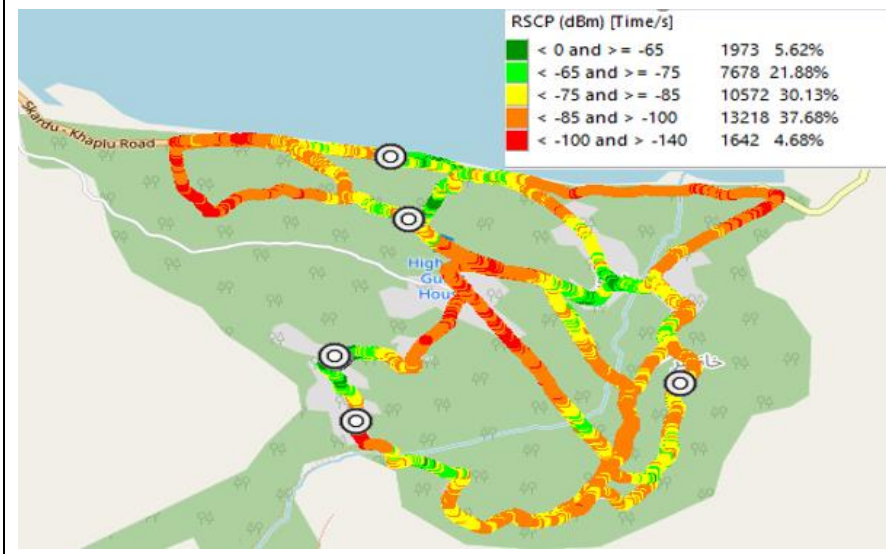 RSCP (dBm) [Time/s]
< 0 and >= -65 1973 5.62%
< -65 and >= -75 7678 21.88%
< -75 and >= -85 10572 30.13%
< -85 and > -100 13218 37.68%
< -100 and > -140 1642 4.68%
Skardu - Khaplu Road
High
Gu
Hou